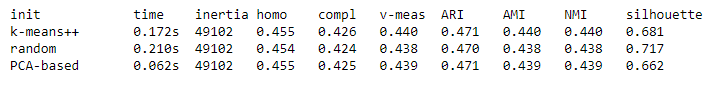 init time inertia homo compl v-meas ARI AMI NMI silhouette
k-means++ 0.172s 49102 0.455 0.426 0.440 0.471 0.440 0.440 0.681
random 0.210s 49102 0.454 0.424 0.438 0.470 0.438 0.438 0.717
PCA-based 0.062s 49102 0.455 0.425 0.439 0.471 0.439 0.439 0.662